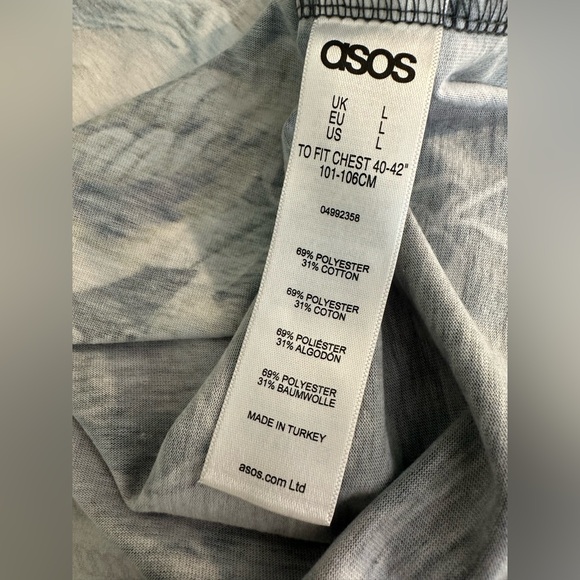 asos
UK L
EU L
US L
TO FIT CHEST 40-42"
101-106CM
04992358
69% POLYESTER
31% COTTON
69% POLYESTER
31% COTON
69% POLIÉSTER
31% ALGODÓN
69% POLYESTER
31% BAUMWOLLE
MADE IN TURKEY
asos.com Ltd